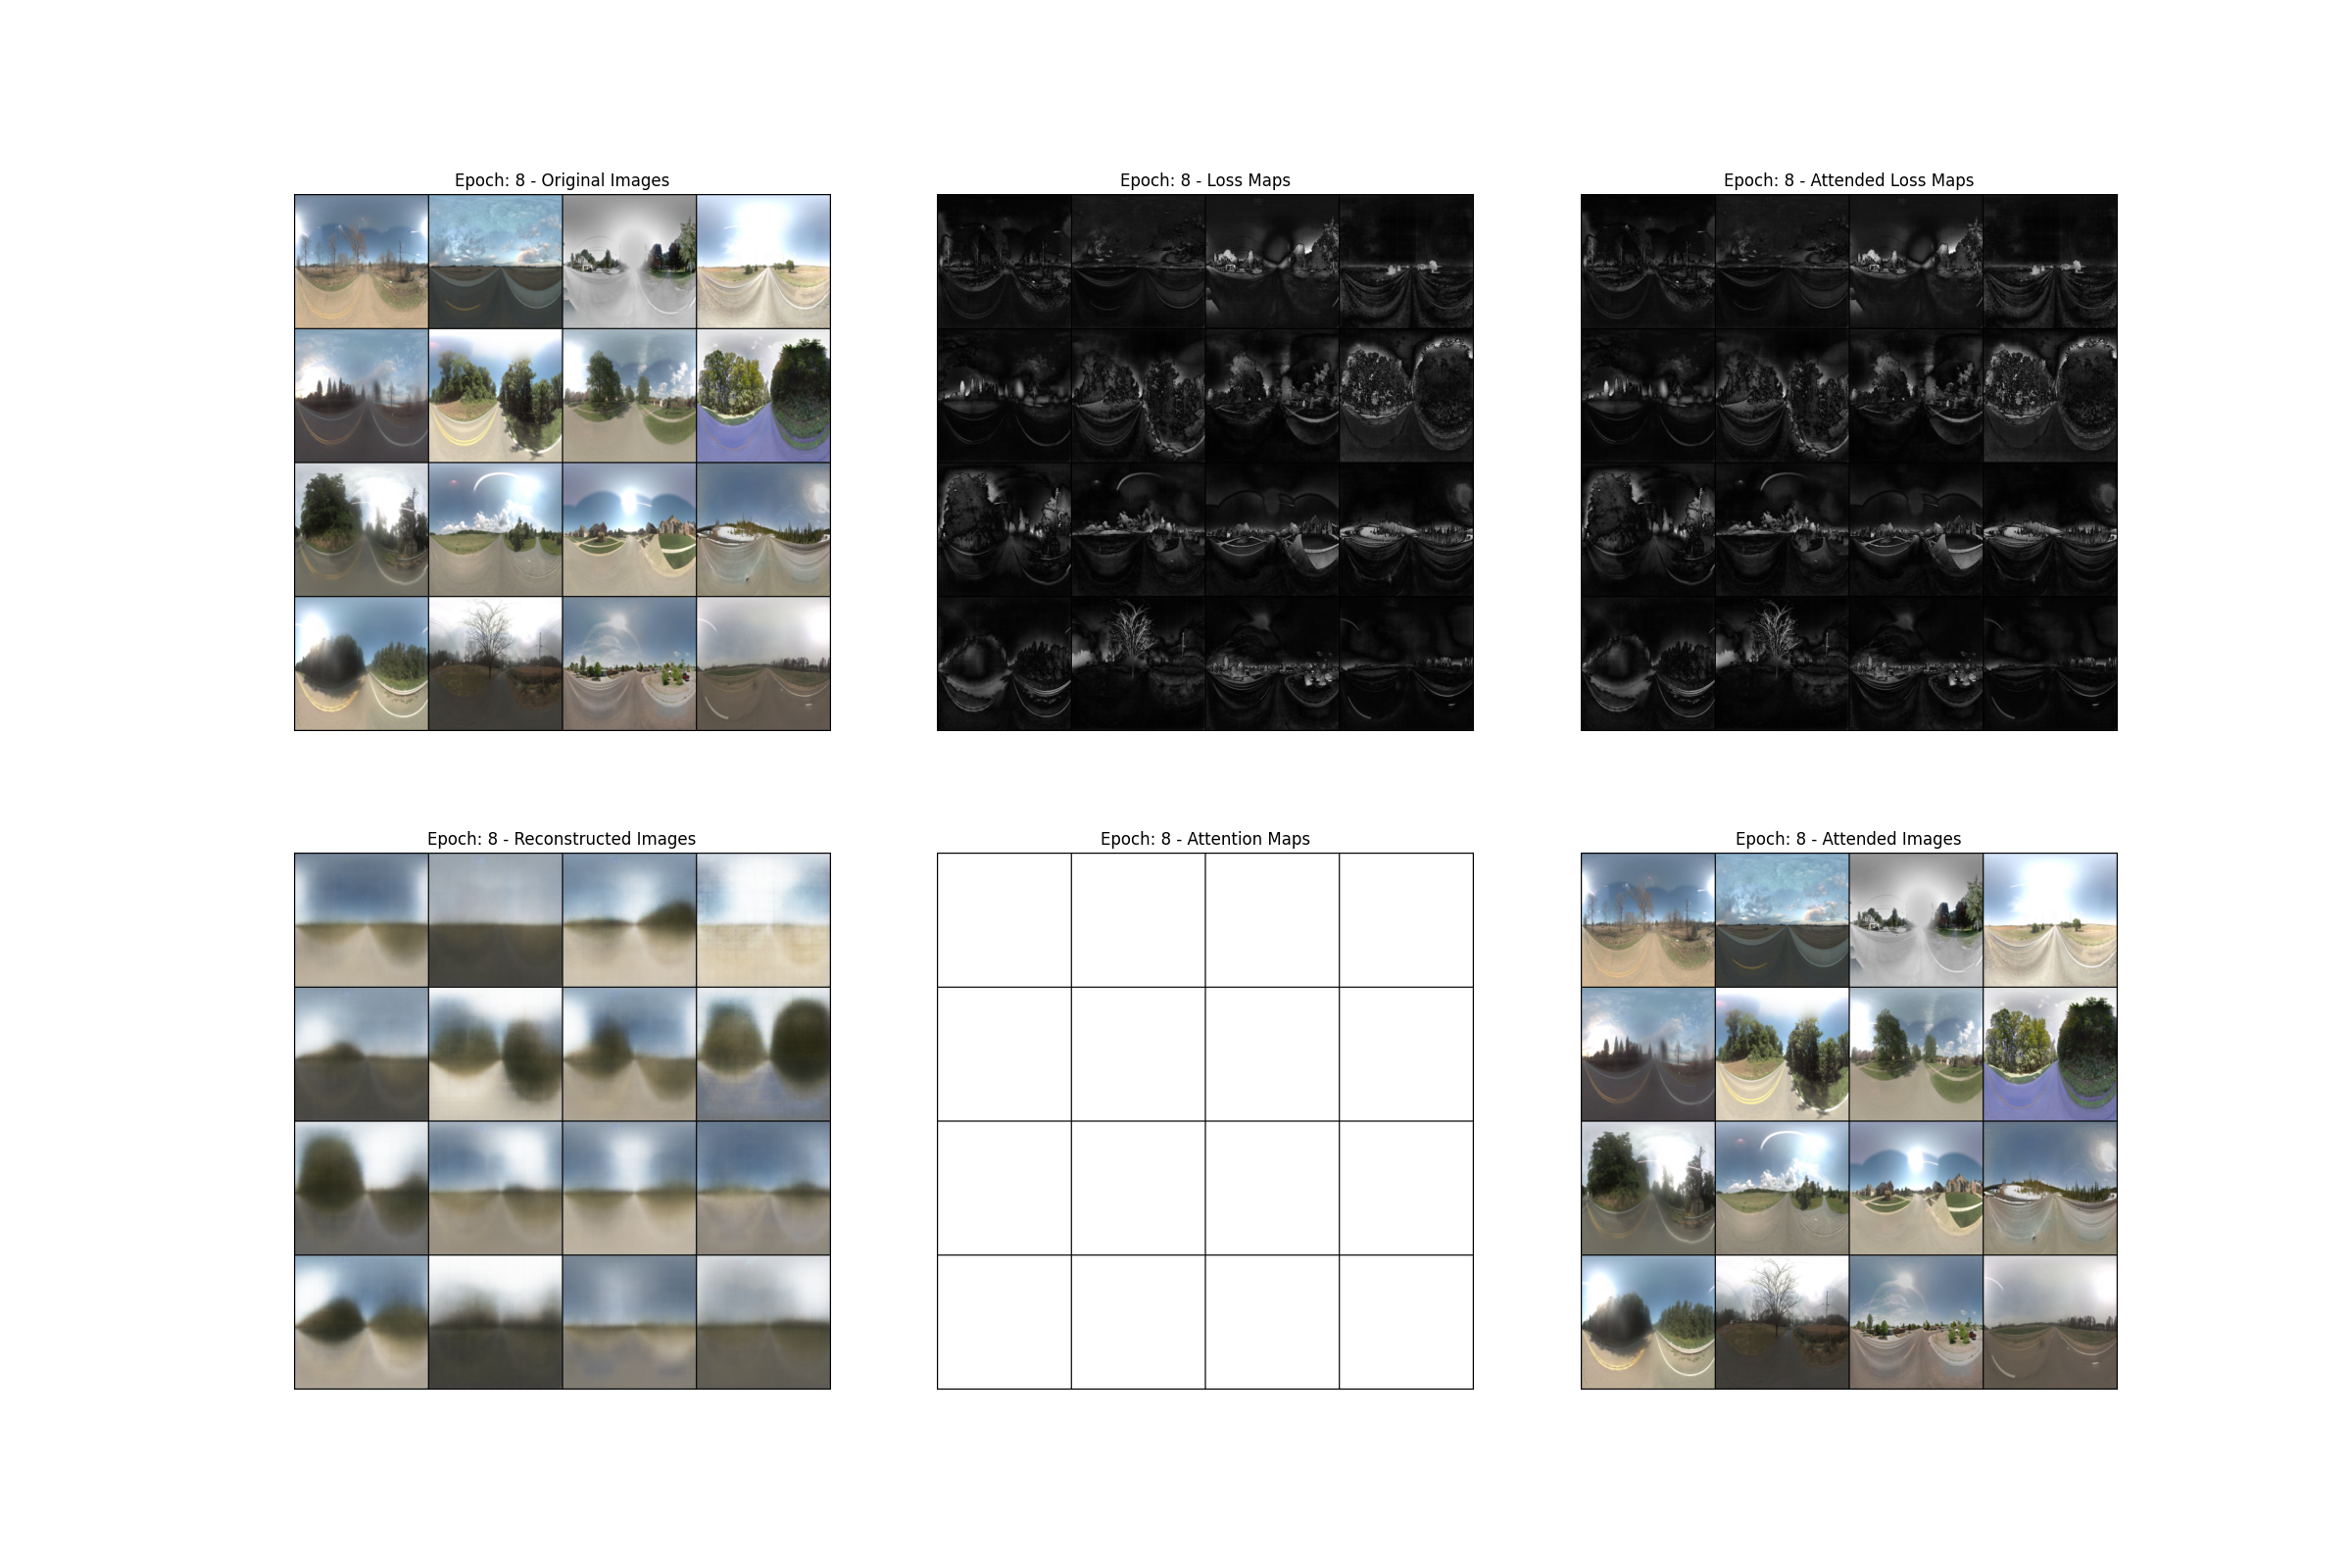 Epoch: 8 - Original Images
Epoch: 8 - Loss Maps
Epoch: 8 - Attended Loss Maps
Epoch: 8 - Reconstructed Images
Epoch: 8 - Attention Maps
Epoch: 8 - Attended Images